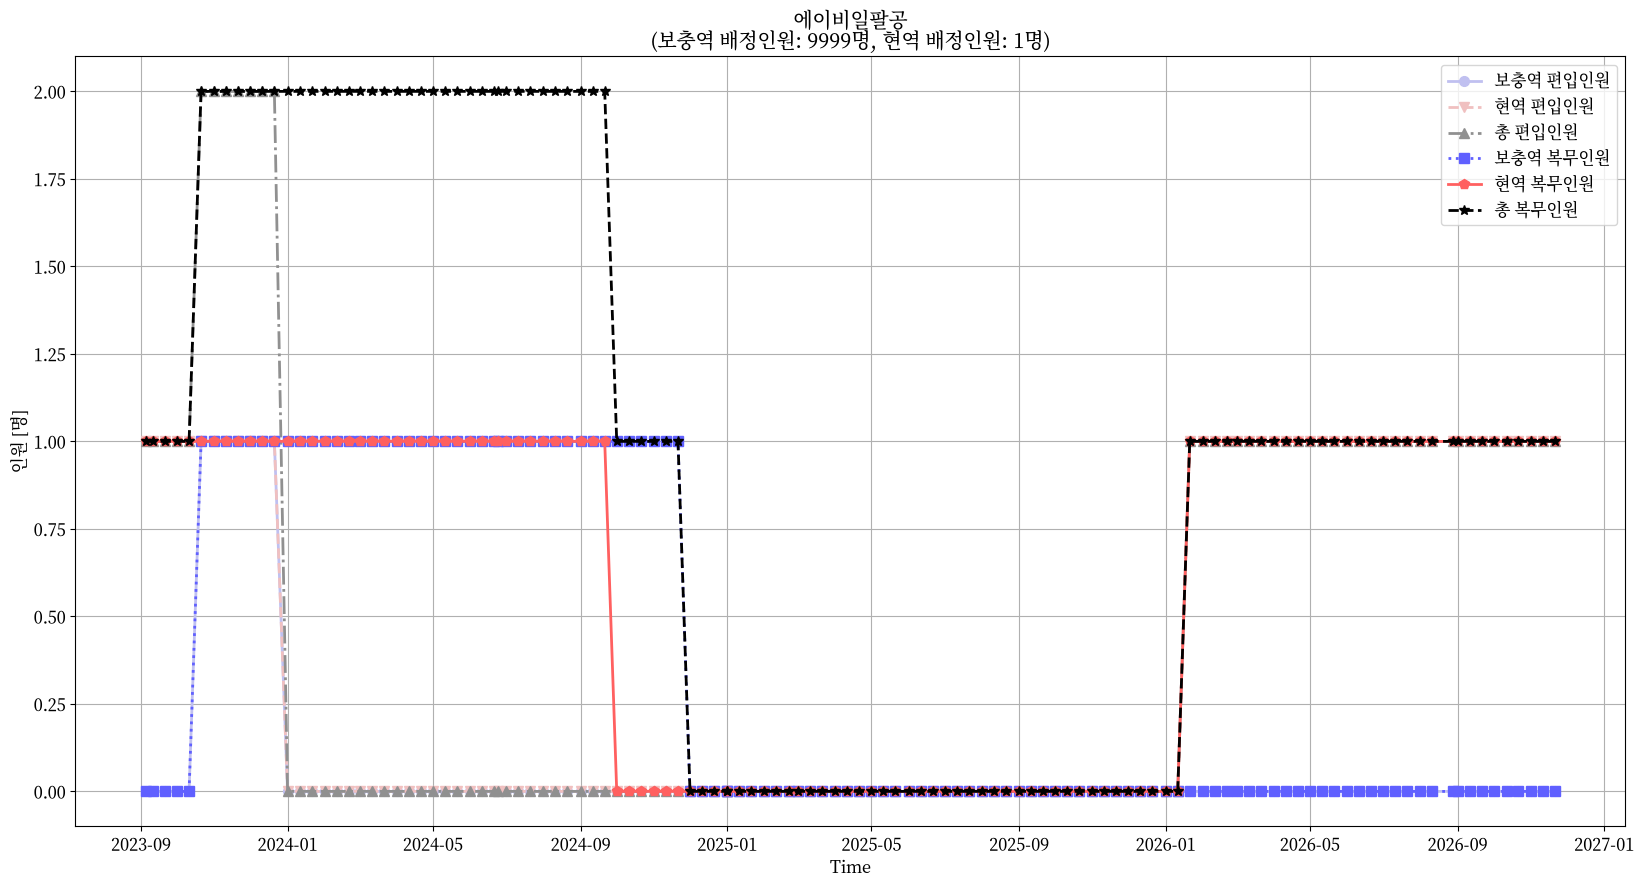 에이비일팔공
(보충역 배정인원: 9999명, 현역 배정인원: 1명)
보충역 편입인원
현역 편입인원
총 편입인원
보충역 복무인원
현역 복무인원
총 복무인원
인원 [명]
2.00
1.75
1.50
1.25
1.00
0.75
0.50
0.25
0.00
2023-09
2024-01
2024-05
2024-09
2025-01
2025-05
2025-09
2026-01
2026-05
2026-09
2027-01
Time